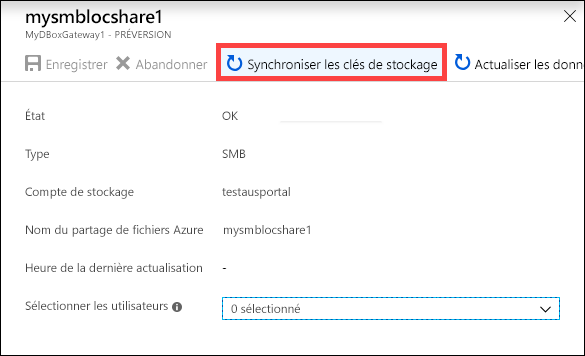 mysmblocshare1
MyDBoxGateway1 - PRÉVERSION
Enregistrer Abandonner Synchroniser les clés de stockage Actualiser les donn
État OK
Type SMB
Compte de stockage testausportal
Nom du partage de fichiers Azure mysmblocshare1
Heure de la dernière actualisation -
Sélectionner les utilisateurs 0 sélectionné